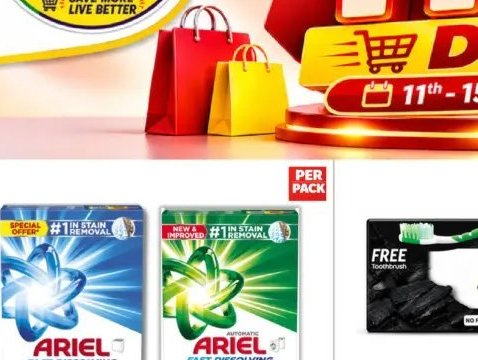 SAVE MORE
LIVE BETTER
D
11th - 15
PER
PACK
SPECIAL
OFFER*
#1 IN STAIN
REMOVAL
ARIEL
NEW &
IMPROVED
#1 IN STAIN
REMOVAL
AUTOMATIC
ARIEL
FAST DISSOLVING
FREE
Toothbrush